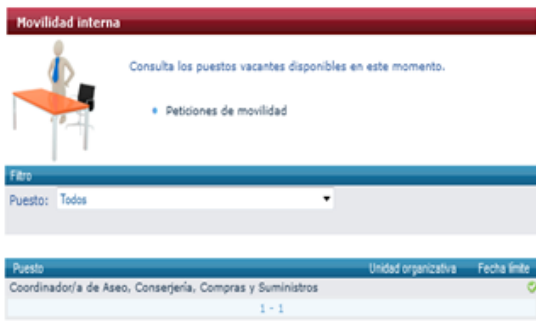 Movilidad interna
Consulta los puestos vacantes disponibles en este momento.
Peticiones de movilidad
Filtro
Puesto: Todos
Puesto Unidad organizativa Fecha límite
Coordinador/a de Aseo, Conserjería, Compras y Suministros
1 - 1